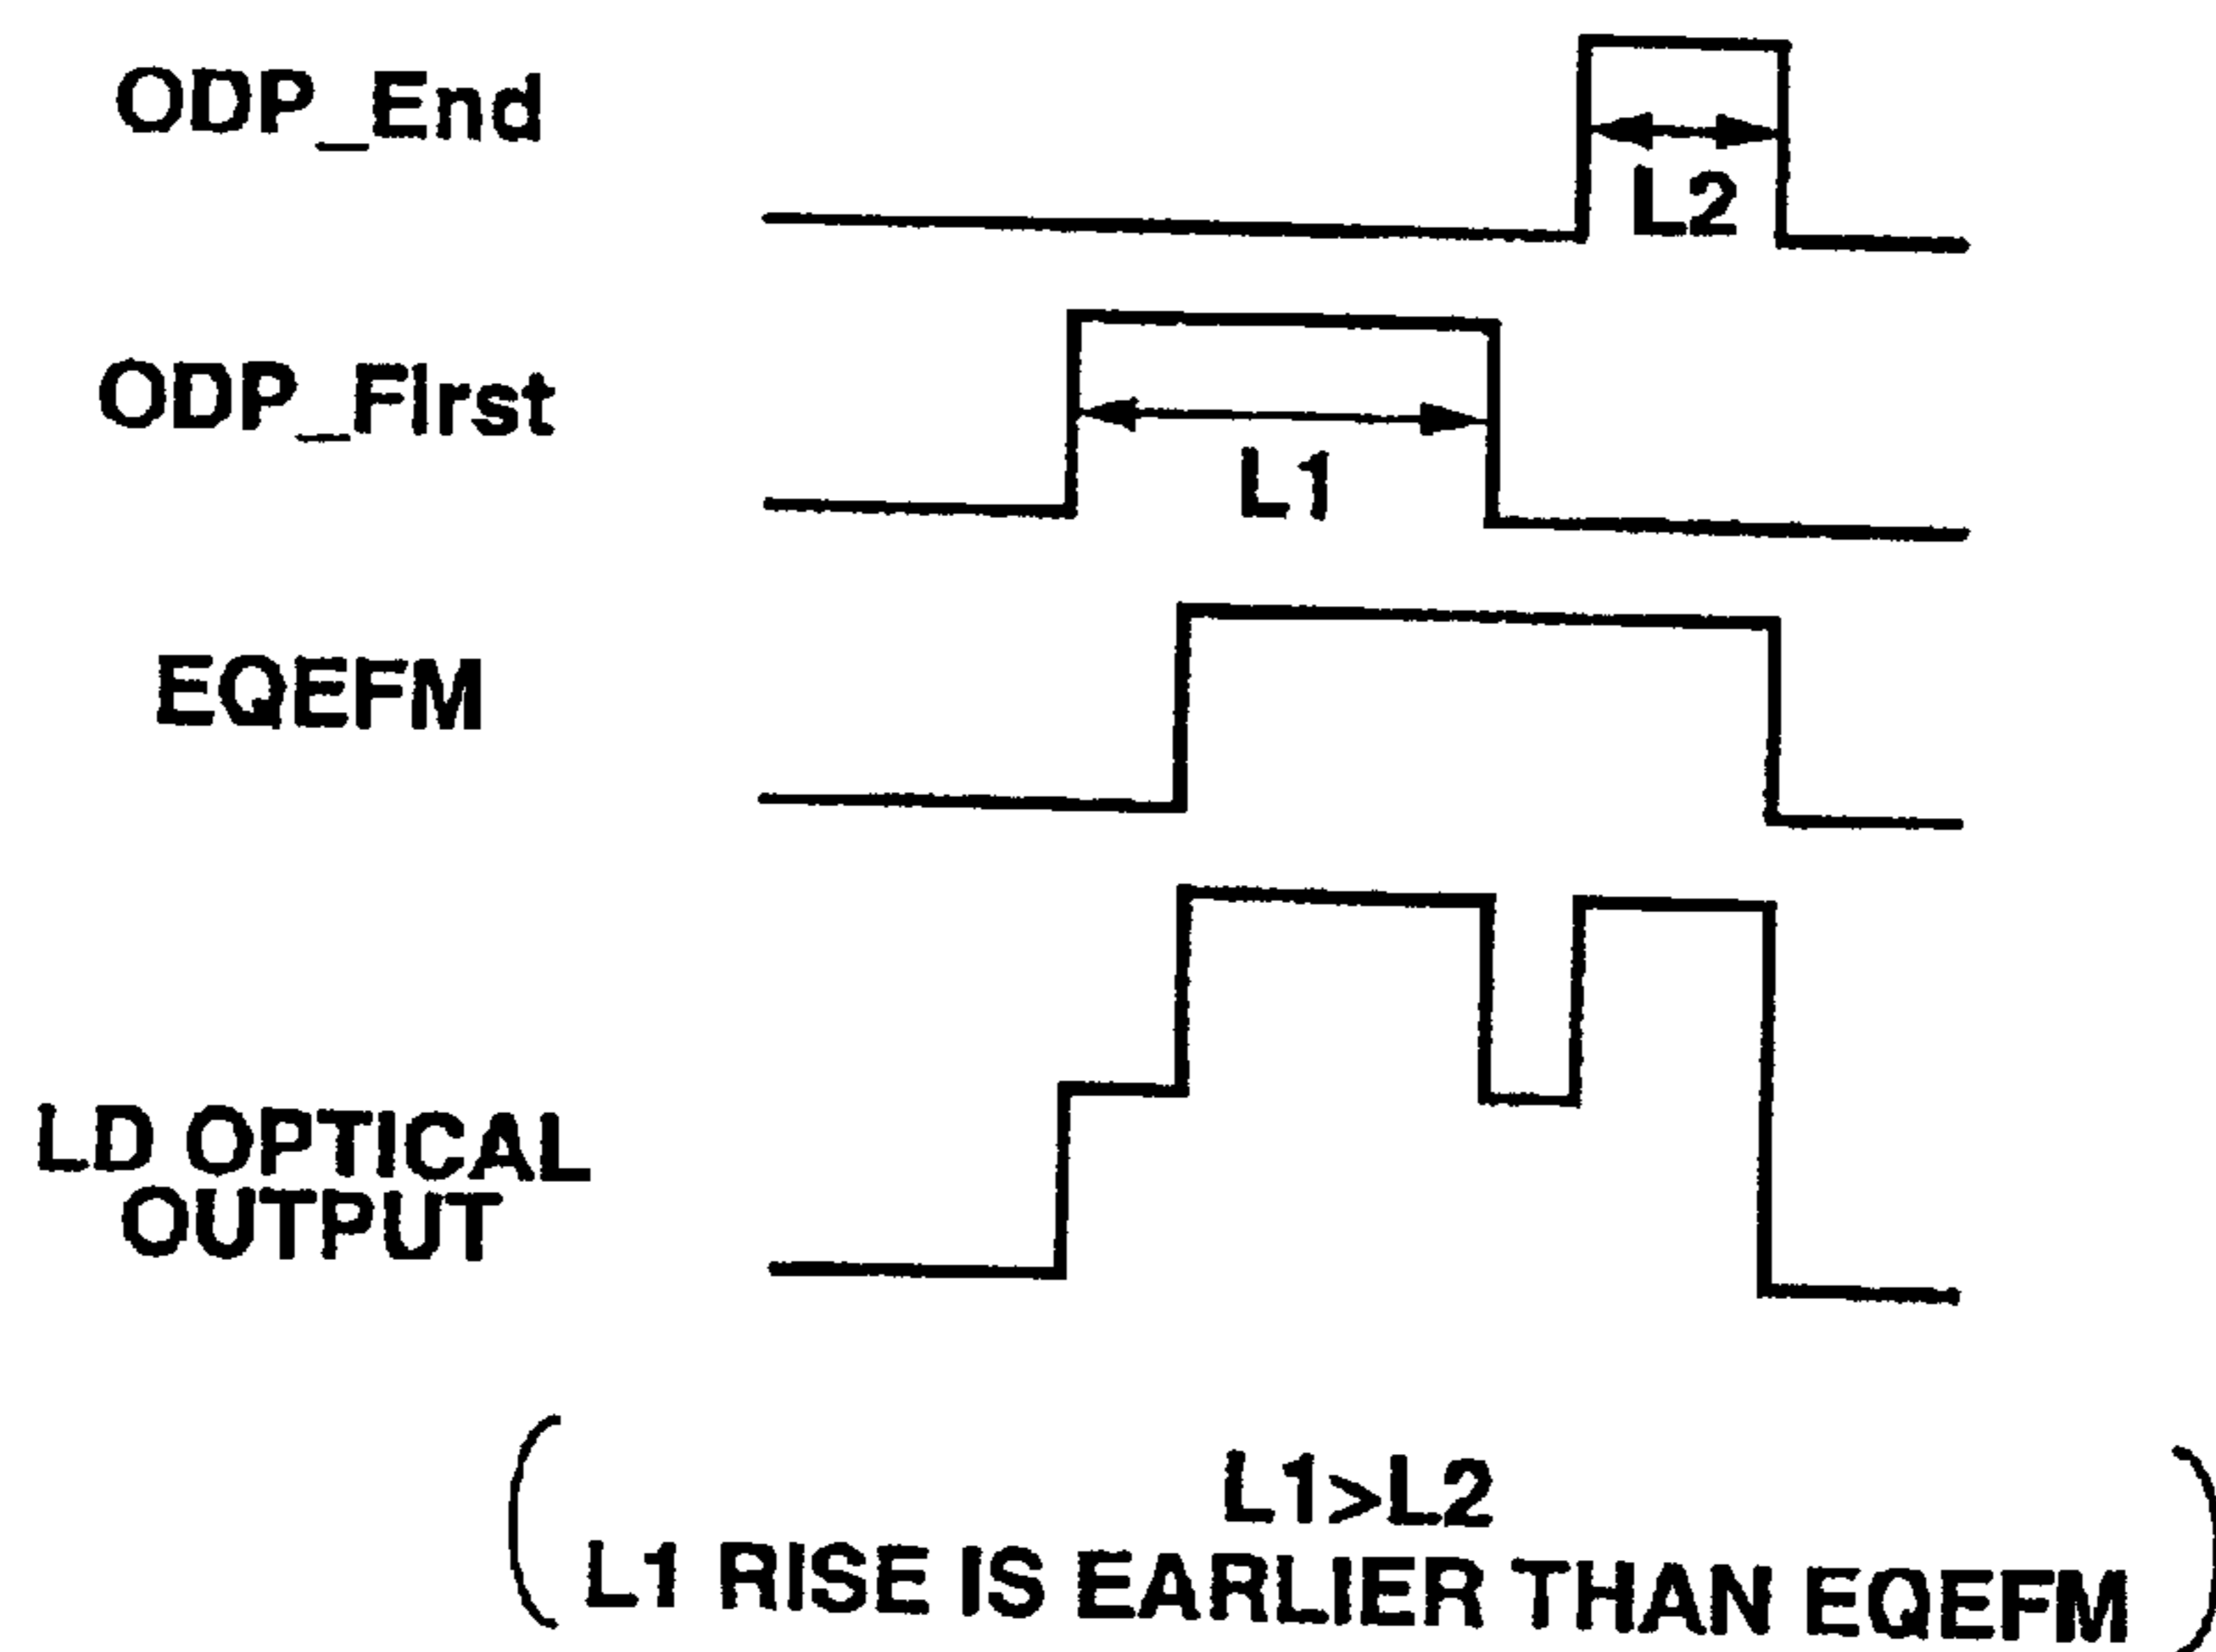 ODP_End
L2
ODP_First
L1
EQEFM
LD OPTICAL
OUTPUT
L1>L2
L1 RISE IS EARLIER THAN EQEFM